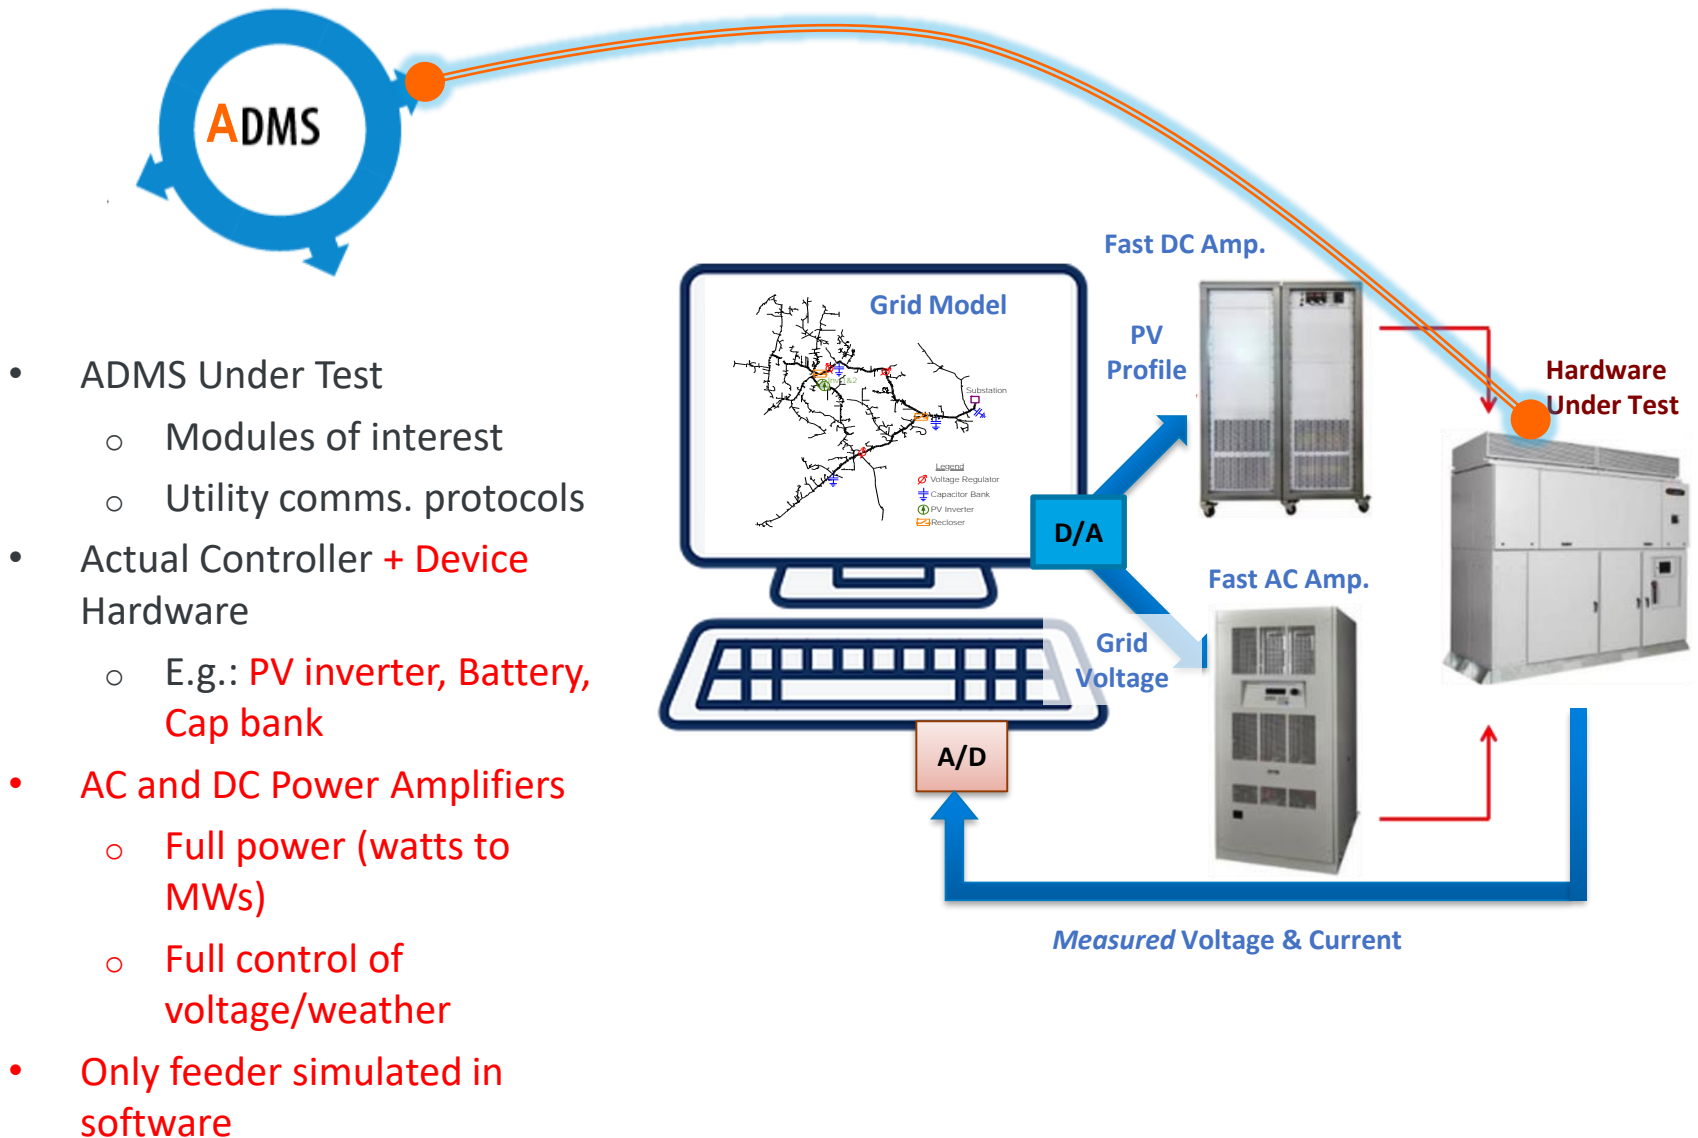 ADMS
Fast DC Amp.
Grid Model
PV
Profile
Hardware
Under Test
Inv 1&2
Substation
Legend
Voltage Regulator
Capacitor Bank
PV Inverter
Recloser
D/A
Fast AC Amp.
Grid
Voltage
A/D
Measured Voltage & Current
• ADMS Under Test
o Modules of interest
o Utility comms. protocols
• Actual Controller + Device
Hardware
o E.g.: PV inverter, Battery,
Cap bank
• AC and DC Power Amplifiers
o Full power (watts to
MWs)
o Full control of
voltage/weather
• Only feeder simulated in
software